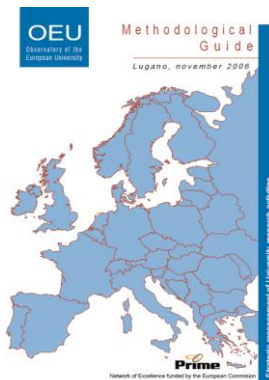 OEU
Observatory of the
European University
Methodological
Guide
Lugano, november 2006
Prime
Network of Excellence funded by the European Commission